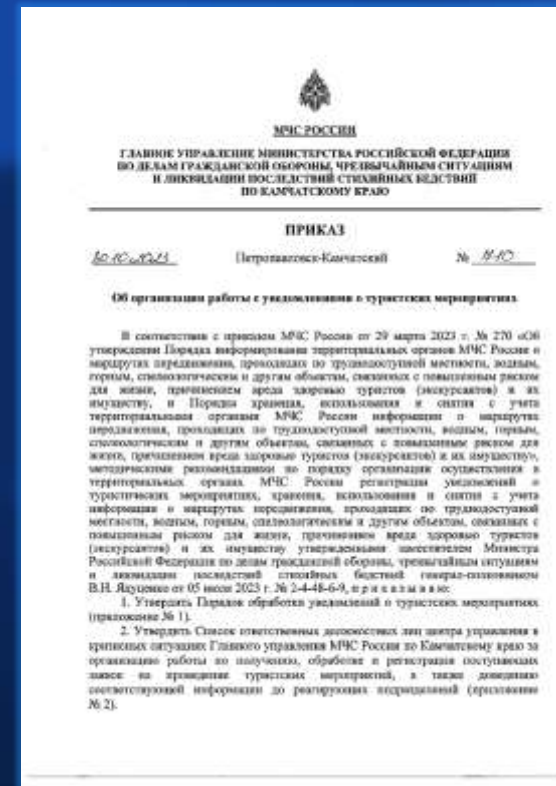 МЧС РОССИИ
ГЛАВНОЕ УПРАВЛЕНИЕ МИНИСТЕРСТВА РОССИЙСКОЙ ФЕДЕРАЦИИ
ПО ДЕЛАМ ГРАЖДАНСКОЙ ОБОРОНЫ, ЧРЕЗВЫЧАЙНЫМ СИТУАЦИЯМ
И ЛИКВИДАЦИИ ПОСЛЕДСТВИЙ СТИХИЙНЫХ БЕДСТВИЙ
ПО КАМЧАТСКОМУ КРАЮ
ПРИКАЗ
Петропавловск-Камчатский №
Об организации работы с уведомлениями о туристских мероприятиях
В соответствии с приказом МЧС России от 29 марта 2023 г. № 270 «Об
утверждении Порядка информирования территориальных органов МЧС России о
маршрутах передвижения, проходящих по труднодоступной местности, водным,
горным, спелеологическим и другим объектам, связанных с повышенным риском
для жизни, причинением вреда здоровью туристов (экскурсантов) и их
имуществу, и Порядка хранения, использования и снятия с учета
территориальными органами МЧС России информации о маршрутах
передвижения, проходящих по труднодоступной местности, водным, горным,
спелеологическим и другим объектам, связанных с повышенным риском для
жизни, причинением вреда здоровью туристов (экскурсантов) и их имуществу»,
методическими рекомендациями по порядку организации осуществления в
территориальных органах МЧС России регистрации уведомлений о
туристических мероприятиях, хранения, использования и снятия с учета
информации о маршрутах передвижения, проходящих по труднодоступной
местности, водным, горным, спелеологическим и другим объектам, связанных с
повышенным риском для жизни, причинением вреда здоровью туристов
(экскурсантов) и их имуществу утвержденными заместителем Министра
Российской Федерации по делам гражданской обороны, чрезвычайным ситуациям
и ликвидации последствий стихийных бедствий генерал-полковником
В.Н. Яцуценко от 05 июля 2023 г. № 2-4-48-6-9, п р и к а з ы в а ю:
1. Утвердить Порядок обработки уведомлений о туристских мероприятиях
(приложение № 1).
2. Утвердить Список ответственных должностных лиц центра управления в
кризисных ситуациях Главного управления МЧС России по Камчатскому краю за
организацию работы по получению, обработке и регистрации поступающих
заявок на проведение туристских мероприятий, а также доведению
соответствующей информации до реагирующих подразделений (приложение
№ 2).